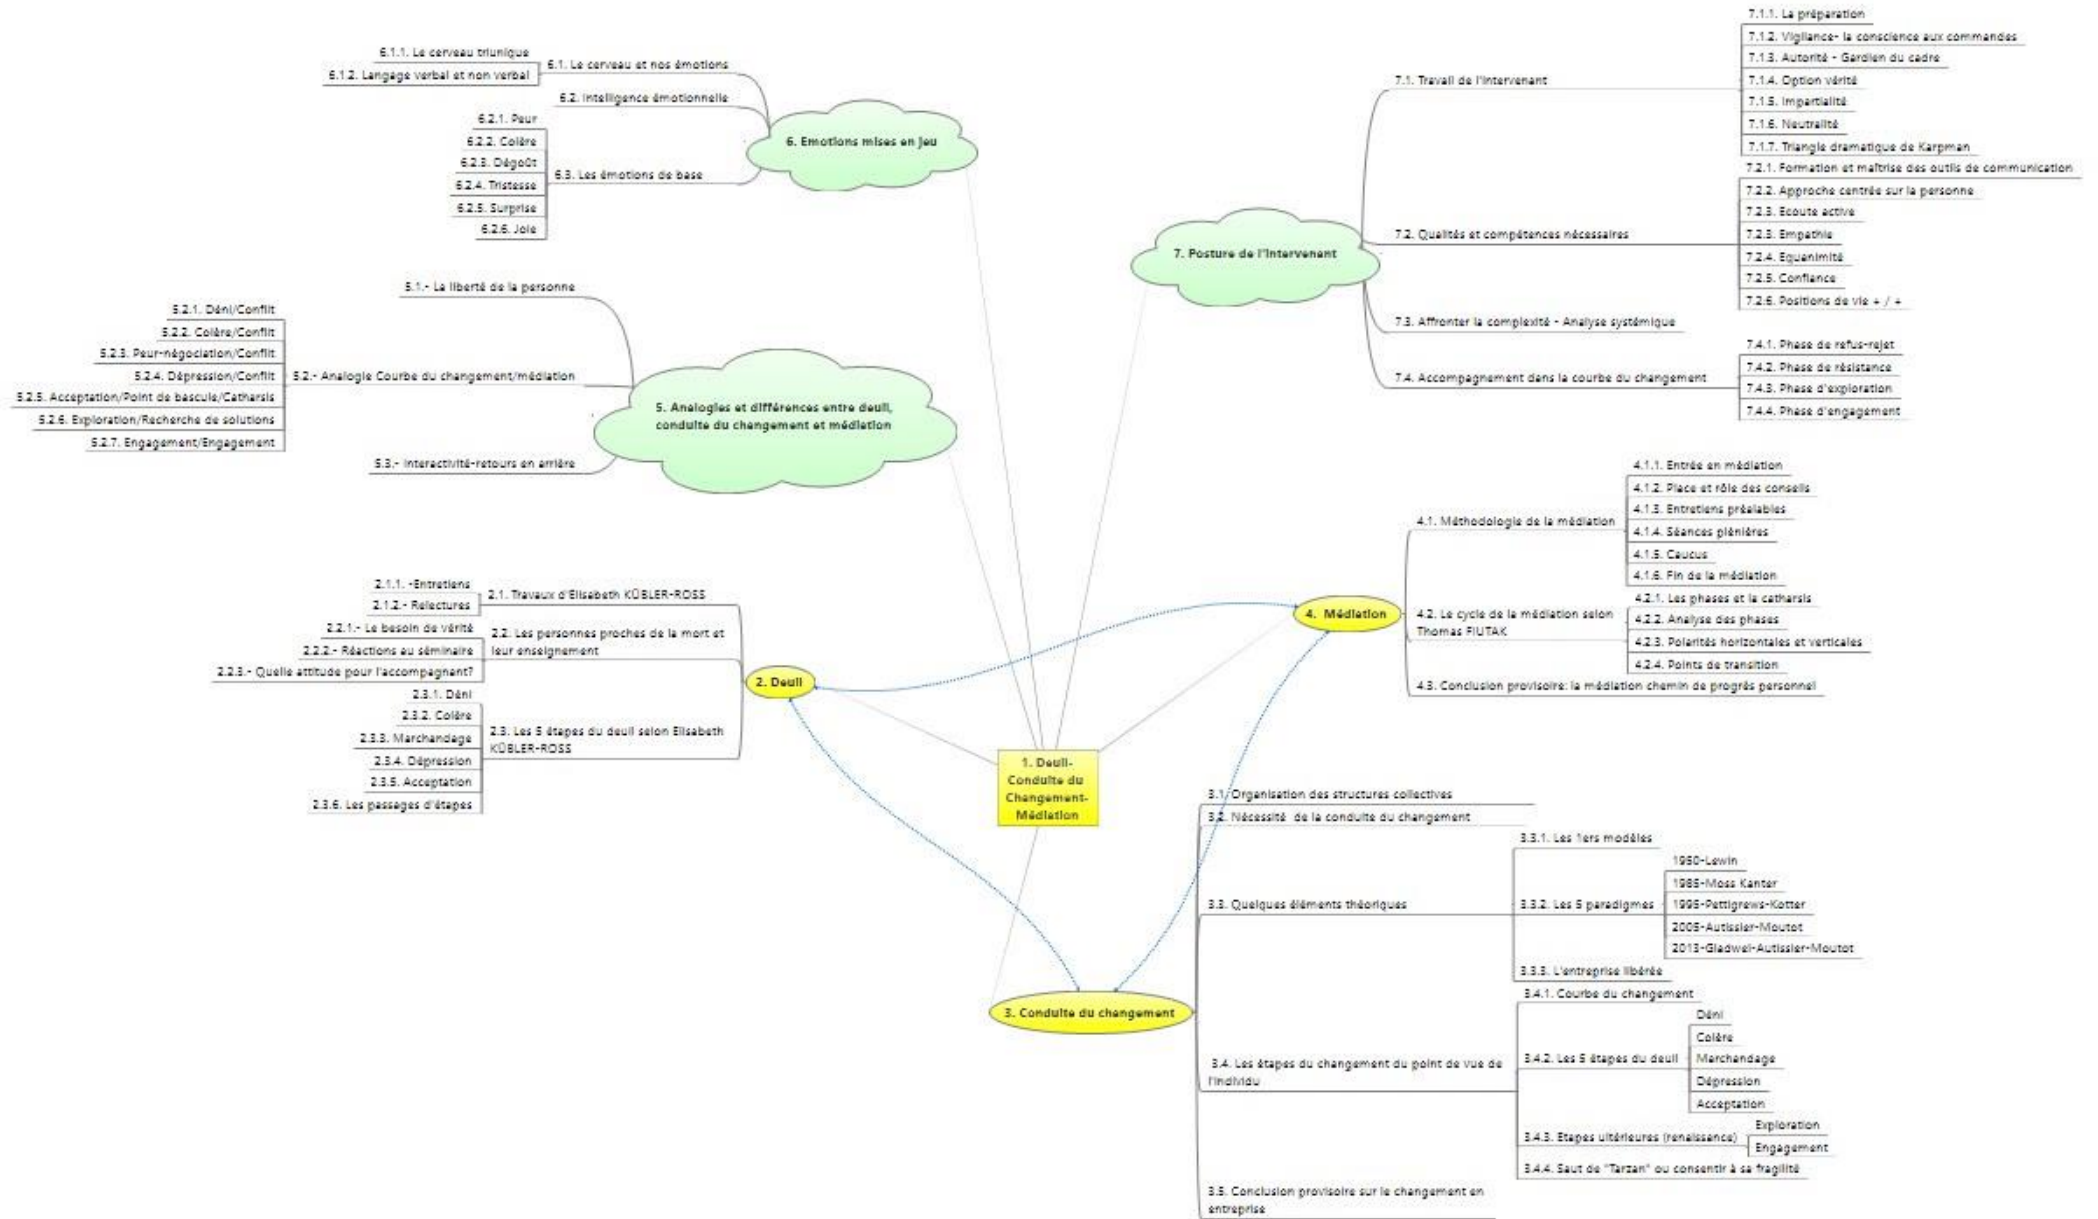 1. Deuil-
Conduite du
Changement-
Médiation
2. Deuil
2.1. Travaux d'Elisabeth KÜBLER-ROSS
2.1.1. -Entretiens
2.1.2.- Relectures
2.2. Les personnes proches de la mort et
leur enseignement
2.2.1.- Le besoin de vérité
2.2.2.- Réactions au séminaire
2.2.3.- Quelle attitude pour l'accompagnant?
2.3. Les 5 étapes du deuil selon Elisabeth
KÜBLER-ROSS
2.3.1. Déni
2.3.2. Colère
2.3.3. Marchandage
2.3.4. Dépression
2.3.5. Acceptation
2.3.6. Les passages d'étapes
3. Conduite du changement
3.1. Organisation des structures collectives
3.2. Nécessité de la conduite du changement
3.3. Quelques éléments théoriques
3.3.1. Les 1ers modèles
3.3.2. Les 5 paradigmes
1950-Lewin
1985-Moss Kanter
1995-Pettigrews-Kotter
2005-Autissier-Moutot
2013-Gladwel-Autissier-Moutot
3.3.3. L'entreprise libérée
3.4. Les étapes du changement du point de vue de
l'individu
3.4.1. Courbe du changement
3.4.2. Les 5 étapes du deuil
Déni
Colère
Marchandage
Dépression
Acceptation
3.4.3. Etapes ultérieures (renaissance)
Exploration
Engagement
3.4.4. Saut de "Tarzan" ou consentir à sa fragilité
3.5. Conclusion provisoire sur le changement en
entreprise
4. Médiation
4.1. Méthodologie de la médiation
4.1.1. Entrée en médiation
4.1.2. Place et rôle des conseils
4.1.3. Entretiens préalables
4.1.4. Séances plénières
4.1.5. Caucus
4.1.6. Fin de la médiation
4.2. Le cycle de la médiation selon
Thomas FIUTAK
4.2.1. Les phases et la catharsis
4.2.2. Analyse des phases
4.2.3. Polarités horizontales et verticales
4.2.4. Points de transition
4.3. Conclusion provisoire: la médiation chemin de progrès personnel
5. Analogies et différences entre deuil,
conduite du changement et médiation
5.1.- La liberté de la personne
5.2.- Analogie Courbe du changement/médiation
5.2.1. Déni/Conflit
5.2.2. Colère/Conflit
5.2.3. Peur-négociation/Conflit
5.2.4. Dépression/Conflit
5.2.5. Acceptation/Point de bascule/Catharsis
5.2.6. Exploration/Recherche de solutions
5.2.7. Engagement/Engagement
5.3.- Interactivité-retours en arrière
6. Emotions mises en jeu
6.1. Le cerveau et nos émotions
6.1.1. Le cerveau triunique
6.1.2. Langage verbal et non verbal
6.2. Intelligence émotionnelle
6.3. Les émotions de base
6.2.1. Peur
6.2.2. Colère
6.2.3. Dégoût
6.2.4. Tristesse
6.2.5. Surprise
6.2.6. Joie
7. Posture de l'intervenant
7.1. Travail de l'intervenant
7.1.1. La préparation
7.1.2. Vigilance- la conscience aux commandes
7.1.3. Autorité - Gardien du cadre
7.1.4. Option vérité
7.1.5. Impartialité
7.1.6. Neutralité
7.1.7. Triangle dramatique de Karpman
7.2. Qualités et compétences nécessaires
7.2.1. Formation et maîtrise des outils de communication
7.2.2. Approche centrée sur la personne
7.2.3. Ecoute active
7.2.3. Empathie
7.2.4. Equanimité
7.2.5. Confiance
7.2.6. Positions de vie + / +
7.3. Affronter la complexité - Analyse systémique
7.4. Accompagnement dans la courbe du changement
7.4.1. Phase de refus-rejet
7.4.2. Phase de résistance
7.4.3. Phase d'exploration
7.4.4. Phase d'engagement